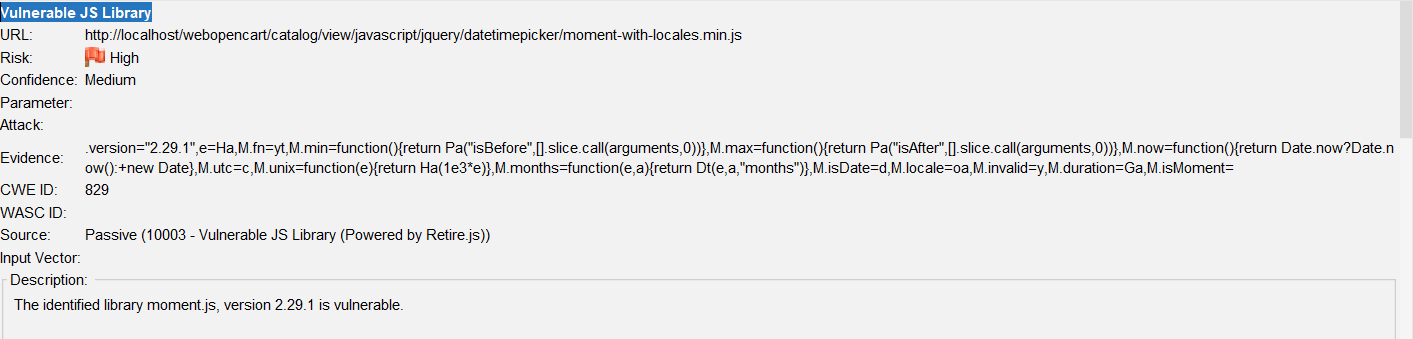 Vulnerable JS Library
URL: http://localhost/webopencart/catalog/view/javascript/jquery/datetimepicker/moment-with-locales.min.js
Risk: High
Confidence: Medium
Parameter:
Attack:
Evidence: .version="2.29.1",e=Ha,M.fn=yt,M.min=function(){return Pa("isBefore",[].slice.call(arguments,0))},M.max=function(){return Pa("isAfter",[].slice.call(arguments,0))},M.now=function(){return Date.now?Date.n
ow():+new Date},M.utc=c,M.unix=function(e){return Ha(1e3*e)},M.months=function(e,a){return Dt(e,a,"months")},M.isDate=d,M.locale=oa,M.invalid=y,M.duration=Ga,M.isMoment=
CWE ID: 829
WASC ID:
Source: Passive (10003 - Vulnerable JS Library (Powered by Retire.js))
Input Vector:
Description:
The identified library moment.js, version 2.29.1 is vulnerable.